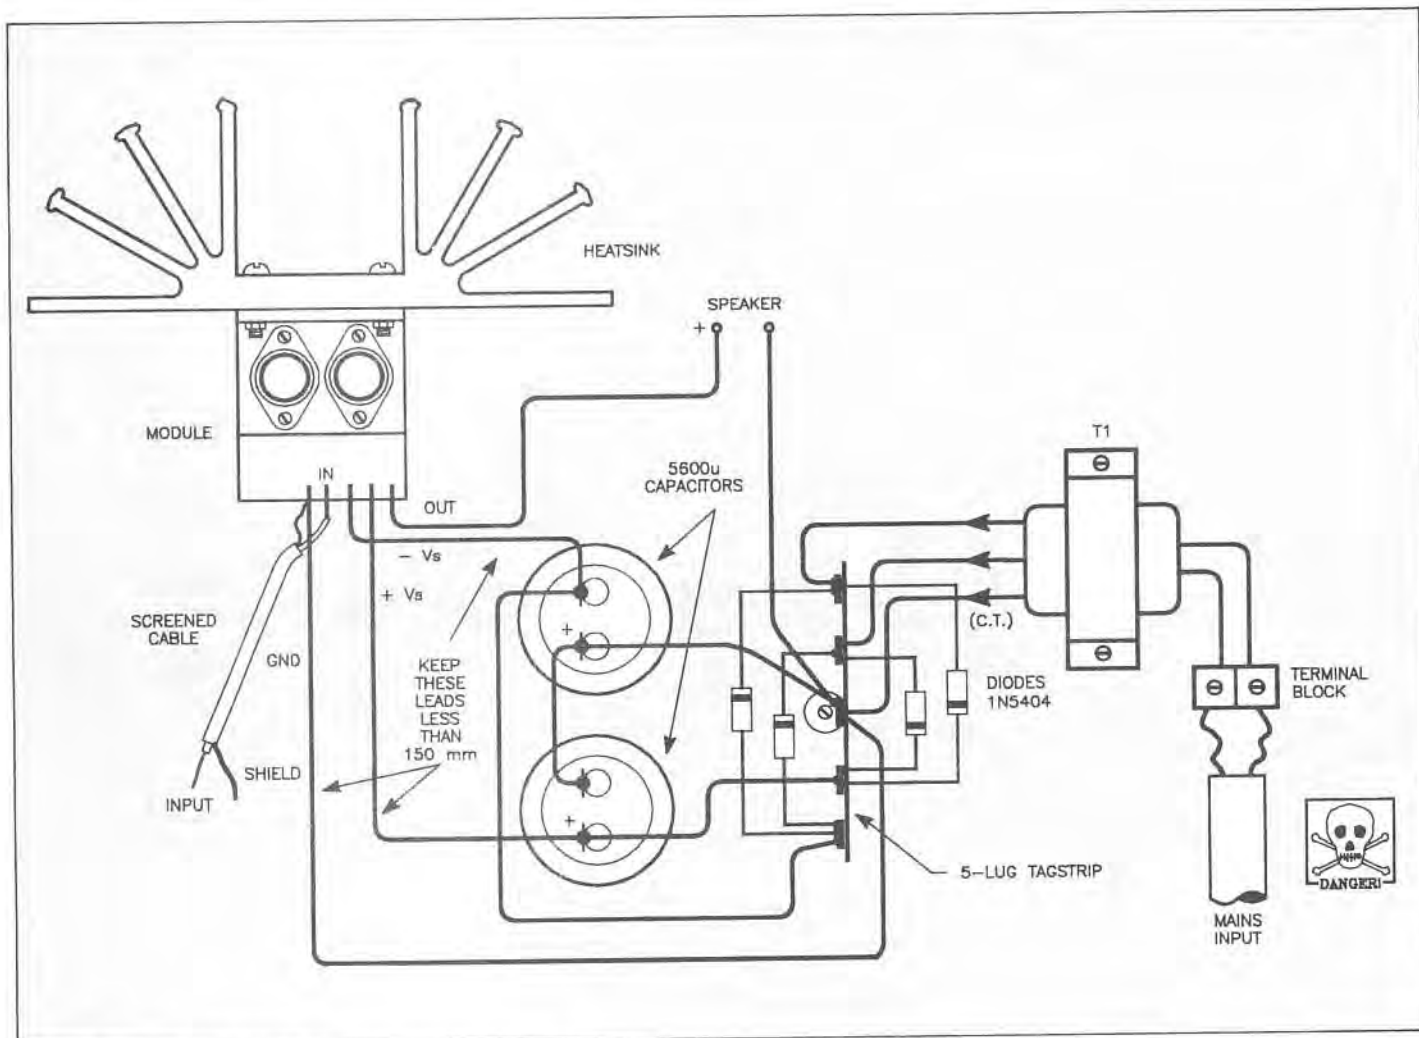 HEATSINK
SPEAKER
+
MODULE
IN
OUT
5600u
CAPACITORS
T1
- Vs
+ Vs
(C.T.)
SCREENED
CABLE
GND
+
KEEP
THESE
LEADS
LESS
THAN
150 mm
DIODES
1N5404
TERMINAL
BLOCK
SHIELD
INPUT
+
5-LUG TAGSTRIP
DANGER!
MAINS
INPUT